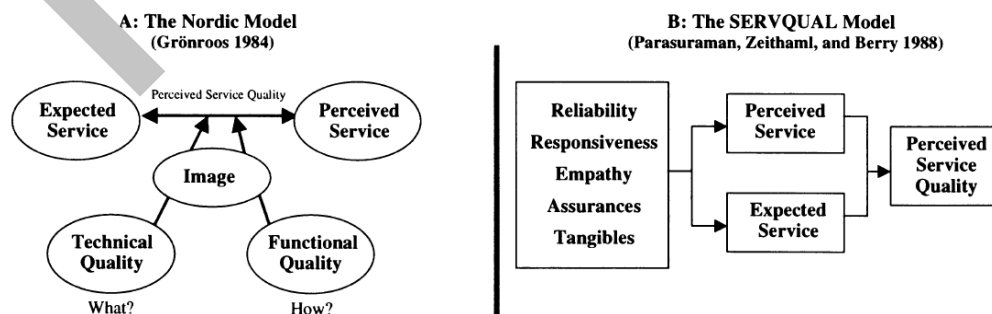 A: The Nordic Model
(Grönroos 1984)
Perceived Service Quality
Expected
Service
Perceived
Service
Image
Technical
Quality
Functional
Quality
What?
How?
B: The SERVQUAL Model
(Parasuraman, Zeithaml, and Berry 1988)
Reliability
Responsiveness
Empathy
Assurances
Tangibles
Perceived
Service
Expected
Service
Perceived
Service
Quality